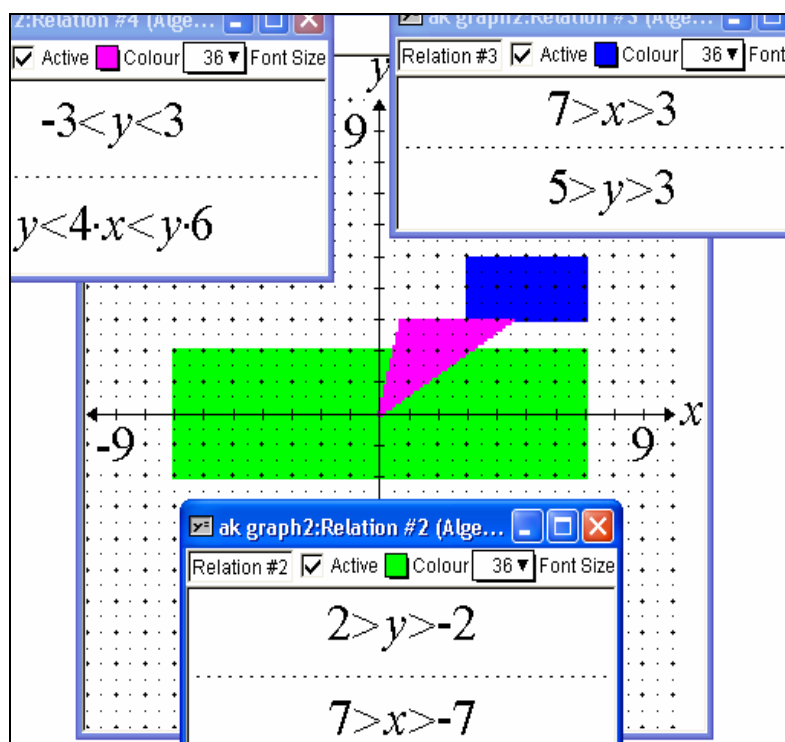 2:Relation #4 (Alge...
Active Colour 36 Font Size
-3<y<3
y<4·x<y·6
ak graph2:Relation #3 (Alge...
Relation #3 Active Colour 36 Font
7>x>3
5>y>3
y
9
-9
9
x
ak graph2:Relation #2 (Alge...
Relation #2 Active Colour 36 Font Size
2>y>-2
7>x>-7